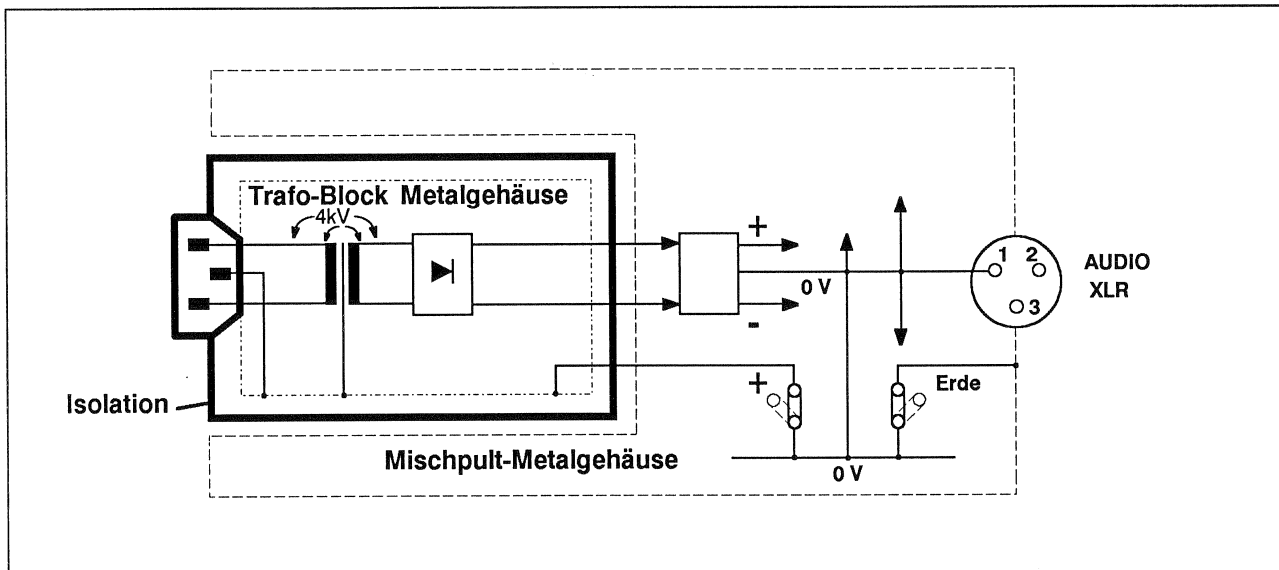 Trafo-Block Metalgehäuse
4kV
+
0 V
-
1 2
3
AUDIO
XLR
+
Erde
Isolation
Mischpult-Metalgehäuse
0 V